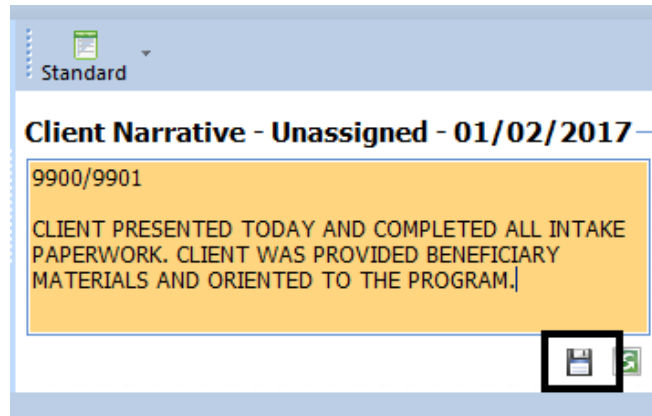 Standard
Client Narrative - Unassigned - 01/02/2017
9900/9901
CLIENT PRESENTED TODAY AND COMPLETED ALL INTAKE
PAPERWORK. CLIENT WAS PROVIDED BENEFICIARY
MATERIALS AND ORIENTED TO THE PROGRAM.